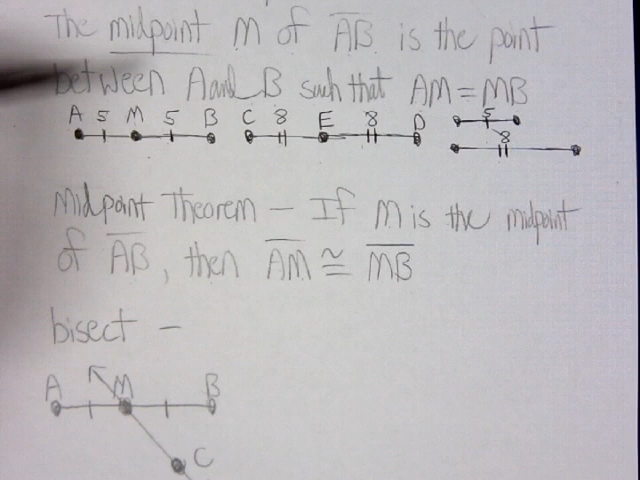 The midpoint M of AB is the point
between A and B such that AM = MB
A 5 M 5 B C 8 E 8 D 5
8
Midpoint Theorem - If M is the midpoint
of AB, then AM ≅ MB
bisect -
A M B
C